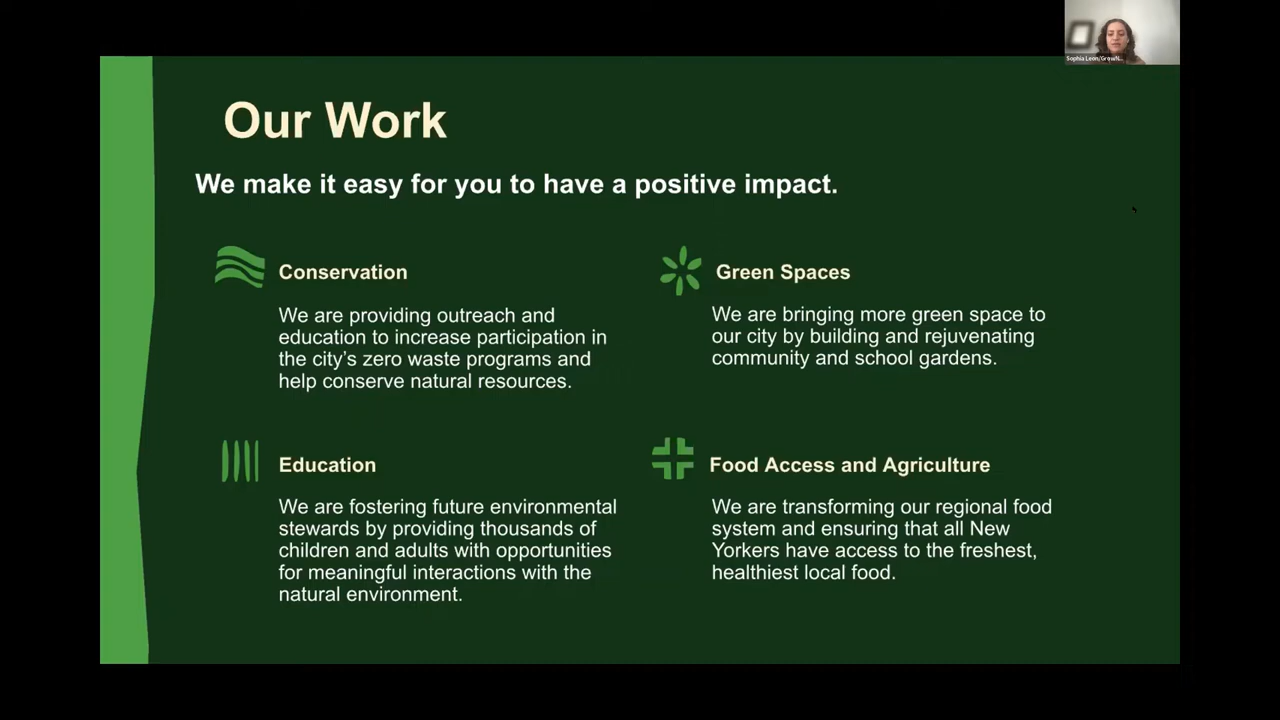 Sophia Leon/GrowN...
Our Work
We make it easy for you to have a positive impact.
Conservation
We are providing outreach and
education to increase participation in
the city’s zero waste programs and
help conserve natural resources.
Green Spaces
We are bringing more green space to
our city by building and rejuvenating
community and school gardens.
Education
We are fostering future environmental
stewards by providing thousands of
children and adults with opportunities
for meaningful interactions with the
natural environment.
Food Access and Agriculture
We are transforming our regional food
system and ensuring that all New
Yorkers have access to the freshest,
healthiest local food.